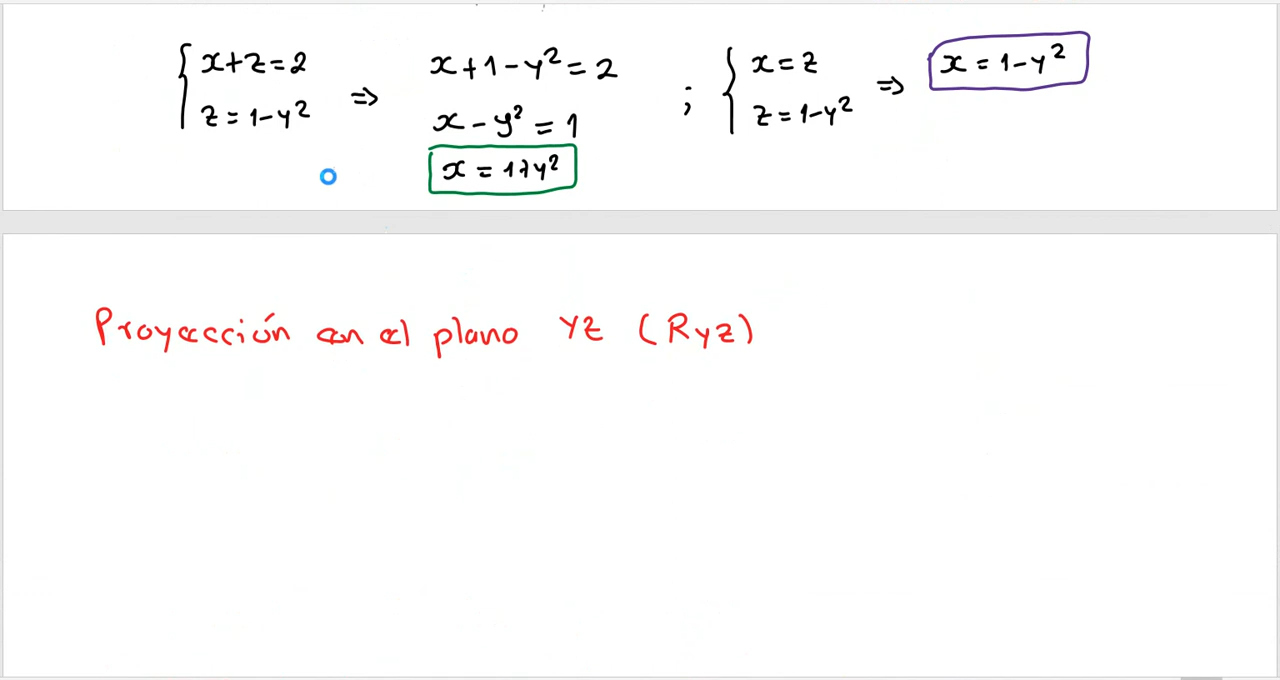 x+z=2
z=1-y²
⇒
x+1-y²=2
x-y²=1
x=1+y²
;
x=z
z=1-y²
⇒
x=1-y²
Proyección en el plano YZ (Ryz)